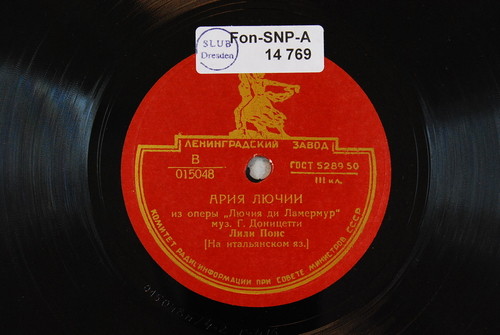 SLUB
Dresden
Fon-SNP-A
14 769
ЛЕНИНГРАДСКИЙ ЗАВОД
В
015048
ГОСТ 5289 50
III кл.
АРИЯ ЛЮЧИИ
из оперы „Лючия ди Ламермур"
муз. Г. Доницетти
Лили Понс
[На итальянском яз.]
КОМИТЕТ РАДИОИНФОРМАЦИИ ПРИ СОВЕТЕ МИНИСТРОВ СССР